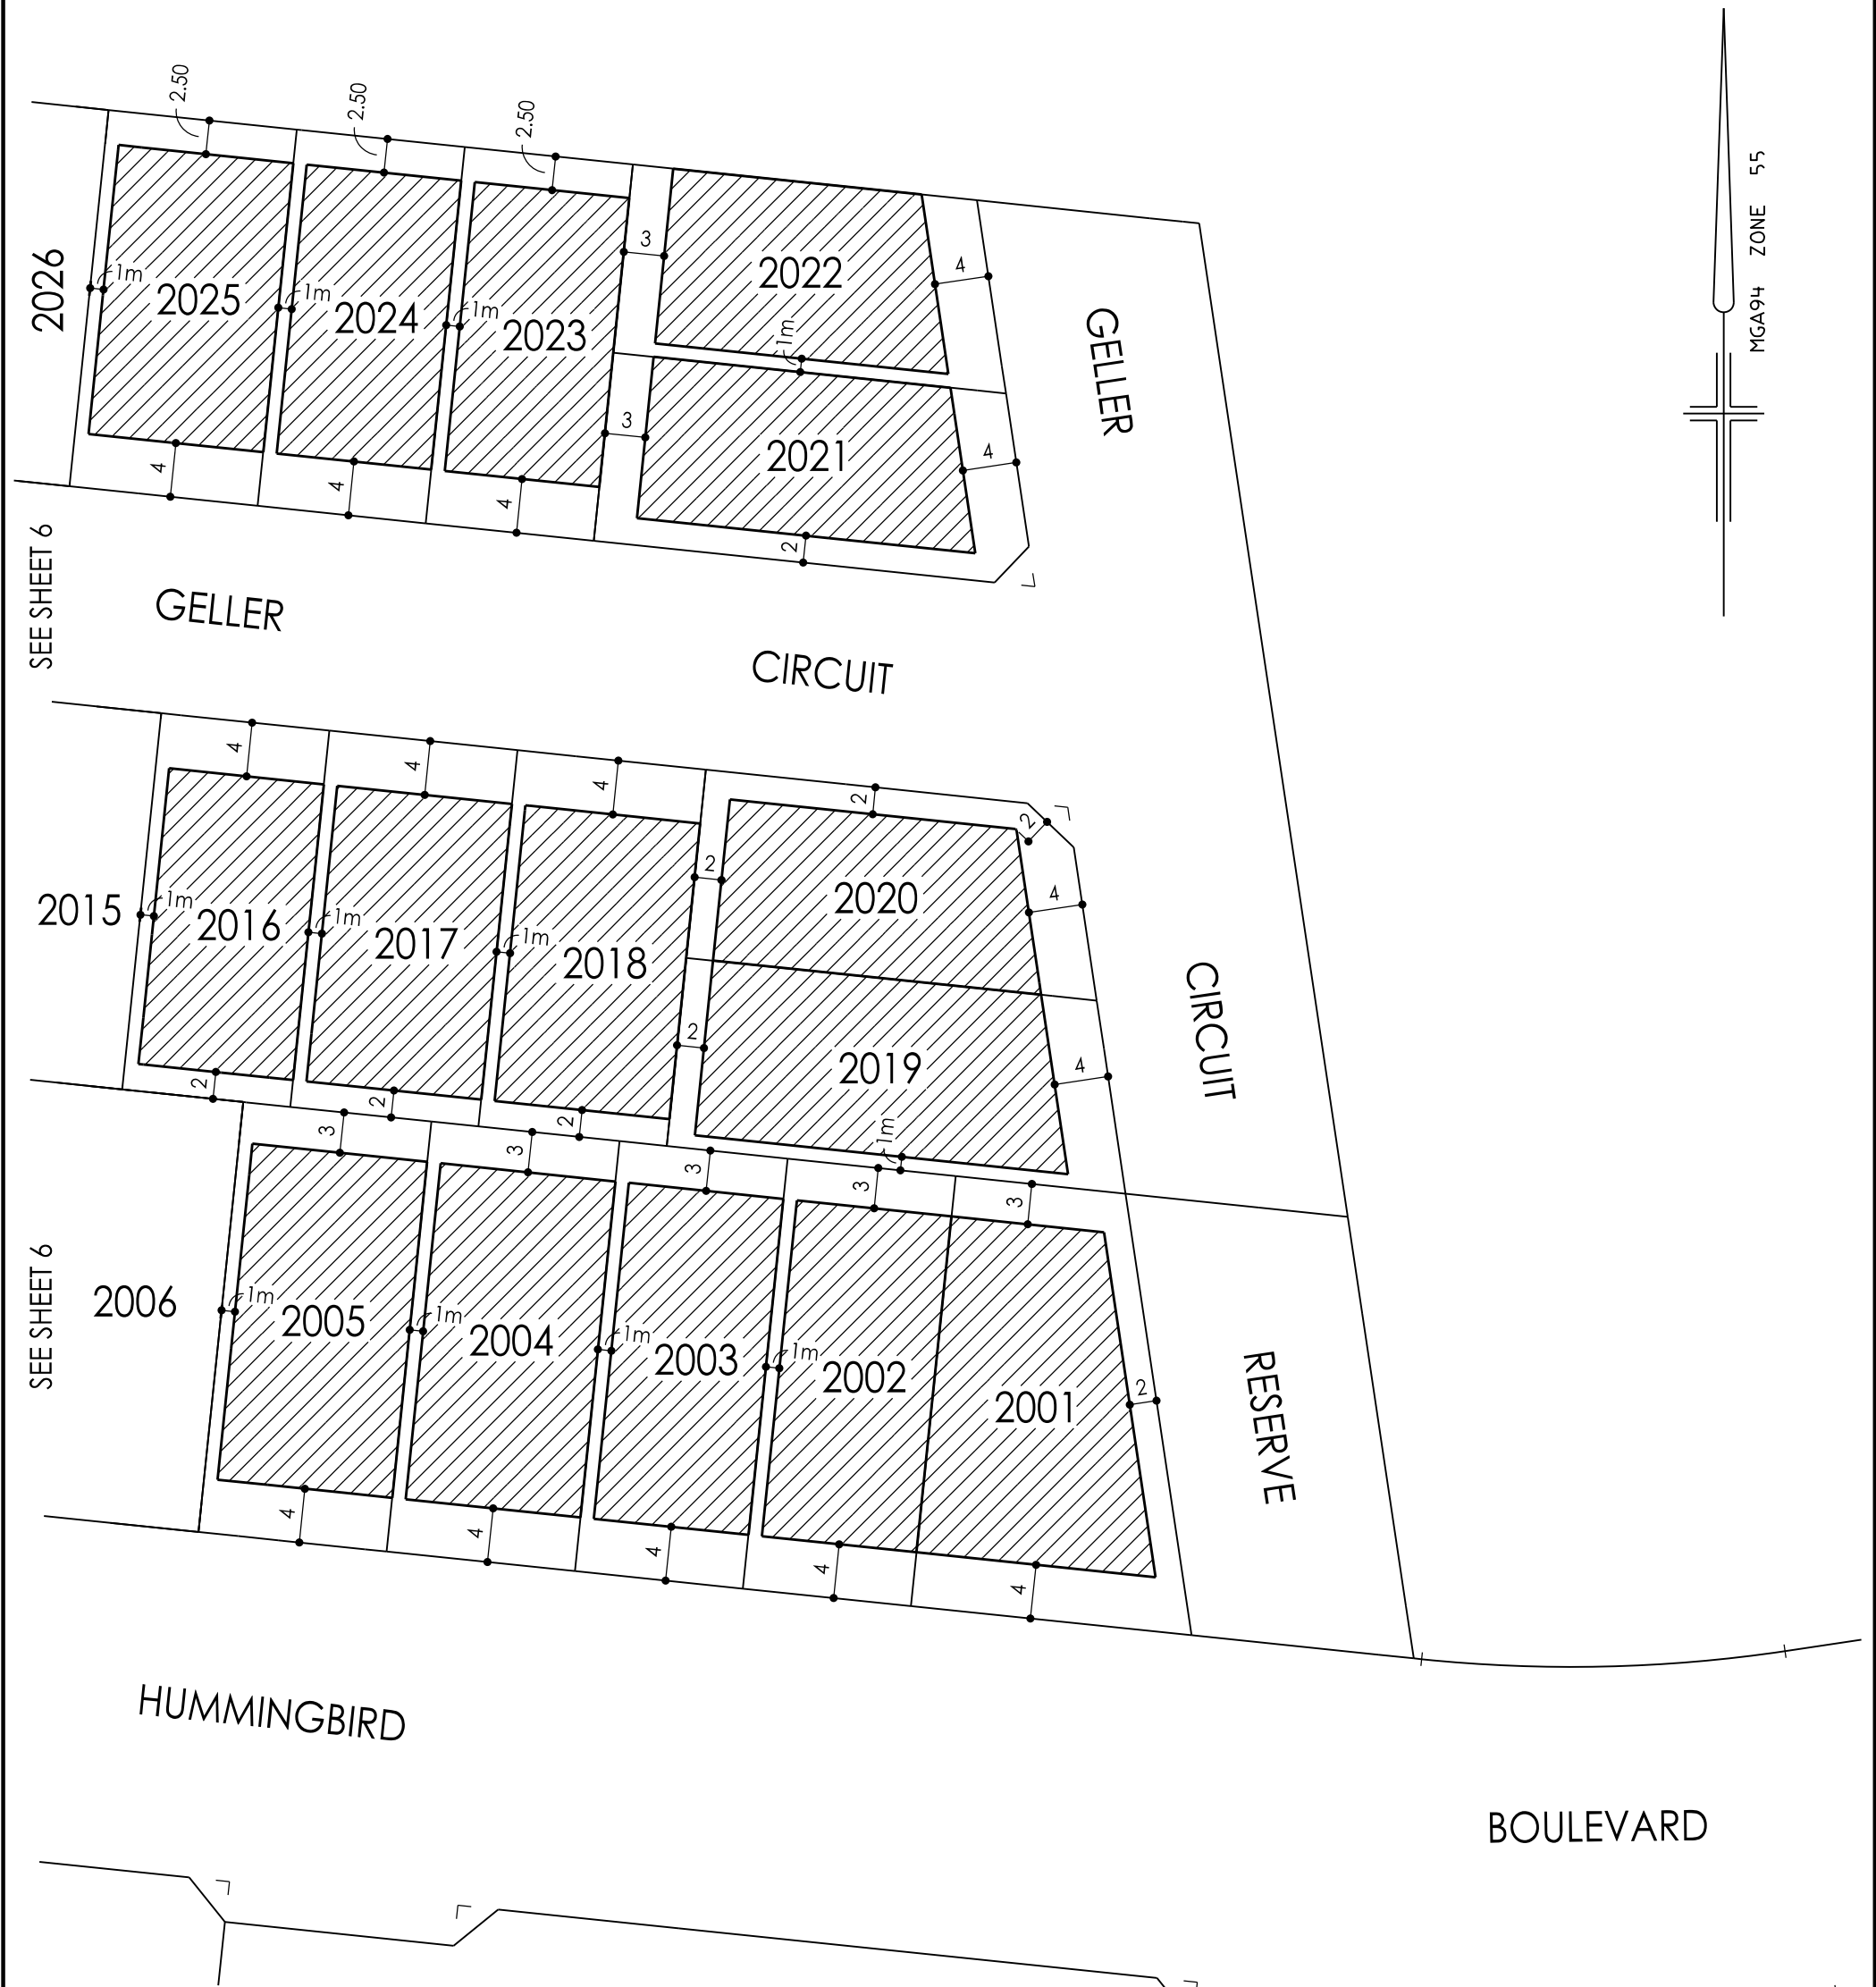 2.50
2.50
2.50
MGA94 ZONE 55
2026
1m
2025
1m
2024
1m
2023
3
2022
4
1m
3
2021
4
4
4
4
2
GELLER
SEE SHEET 6
GELLER
CIRCUIT
4
4
4
2
2
2015
1m
2016
1m
2017
1m
2018
2
2020
4
2
2019
4
CIRCUIT
2
2
2
1m
3
3
3
3
3
SEE SHEET 6
2006
1m
2005
1m
2004
1m
2003
1m
2002
2001
2
RESERVE
4
4
4
4
4
HUMMINGBIRD
BOULEVARD